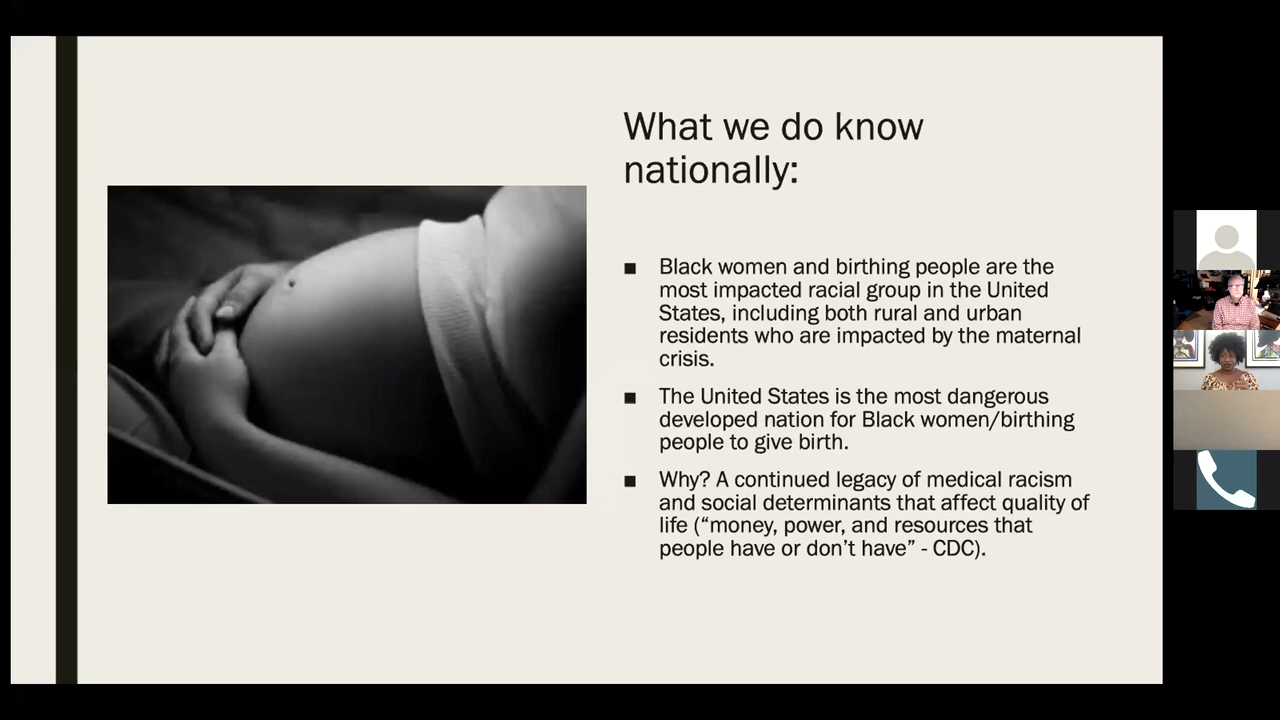 What we do know
nationally:
■ Black women and birthing people are the
most impacted racial group in the United
States, including both rural and urban
residents who are impacted by the maternal
crisis.
■ The United States is the most dangerous
developed nation for Black women/birthing
people to give birth.
■ Why? A continued legacy of medical racism
and social determinants that affect quality of
life (“money, power, and resources that
people have or don’t have” - CDC).